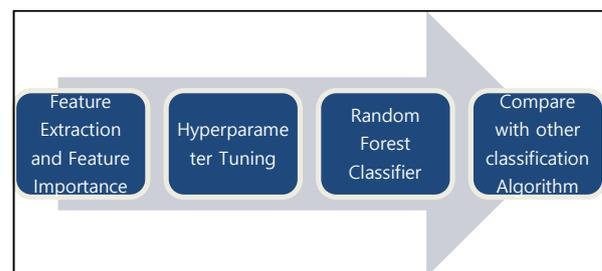 Feature
Extraction
and Feature
Importance
Hyperparame
ter Tuning
Random
Forest
Classifier
Compare
with other
classification
Algorithm